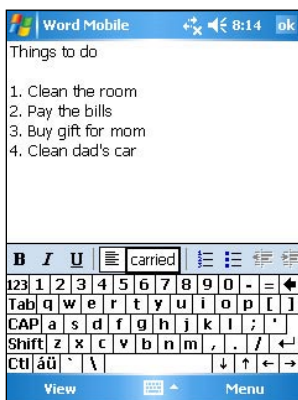 Word Mobile 8:14 ok
Things to do
1. Clean the room
2. Pay the bills
3. Buy gift for mom
4. Clean dad's car
B I U carried
123 1 2 3 4 5 6 7 8 9 0 - =
Tab q w e r t y u i o p [ ]
CAP a s d f g h j k l ; '
Shift z x c v b n m , . /
Ctl áü ` \
View Menu